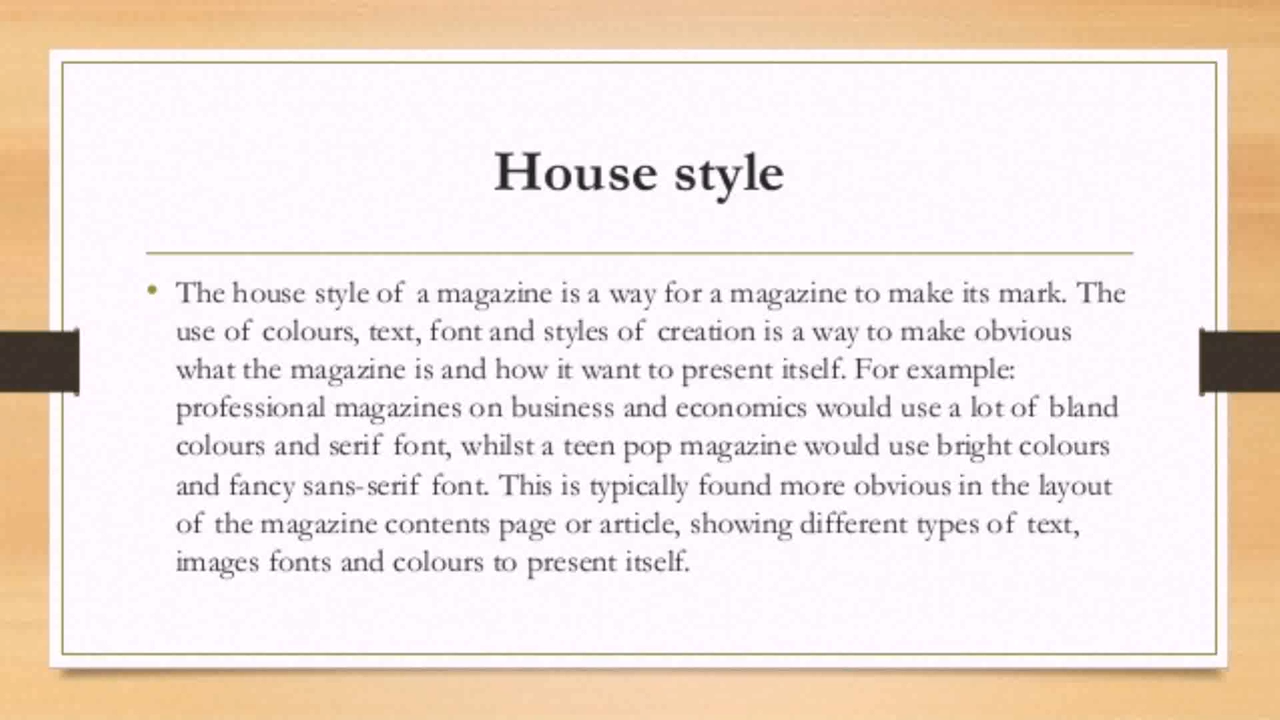 House style
• The house style of a magazine is a way for a magazine to make its mark. The
use of colours, text, font and styles of creation is a way to make obvious
what the magazine is and how it want to present itself. For example:
professional magazines on business and economics would use a lot of bland
colours and serif font, whilst a teen pop magazine would use bright colours
and fancy sans-serif font. This is typically found more obvious in the layout
of the magazine contents page or article, showing different types of text,
images fonts and colours to present itself.